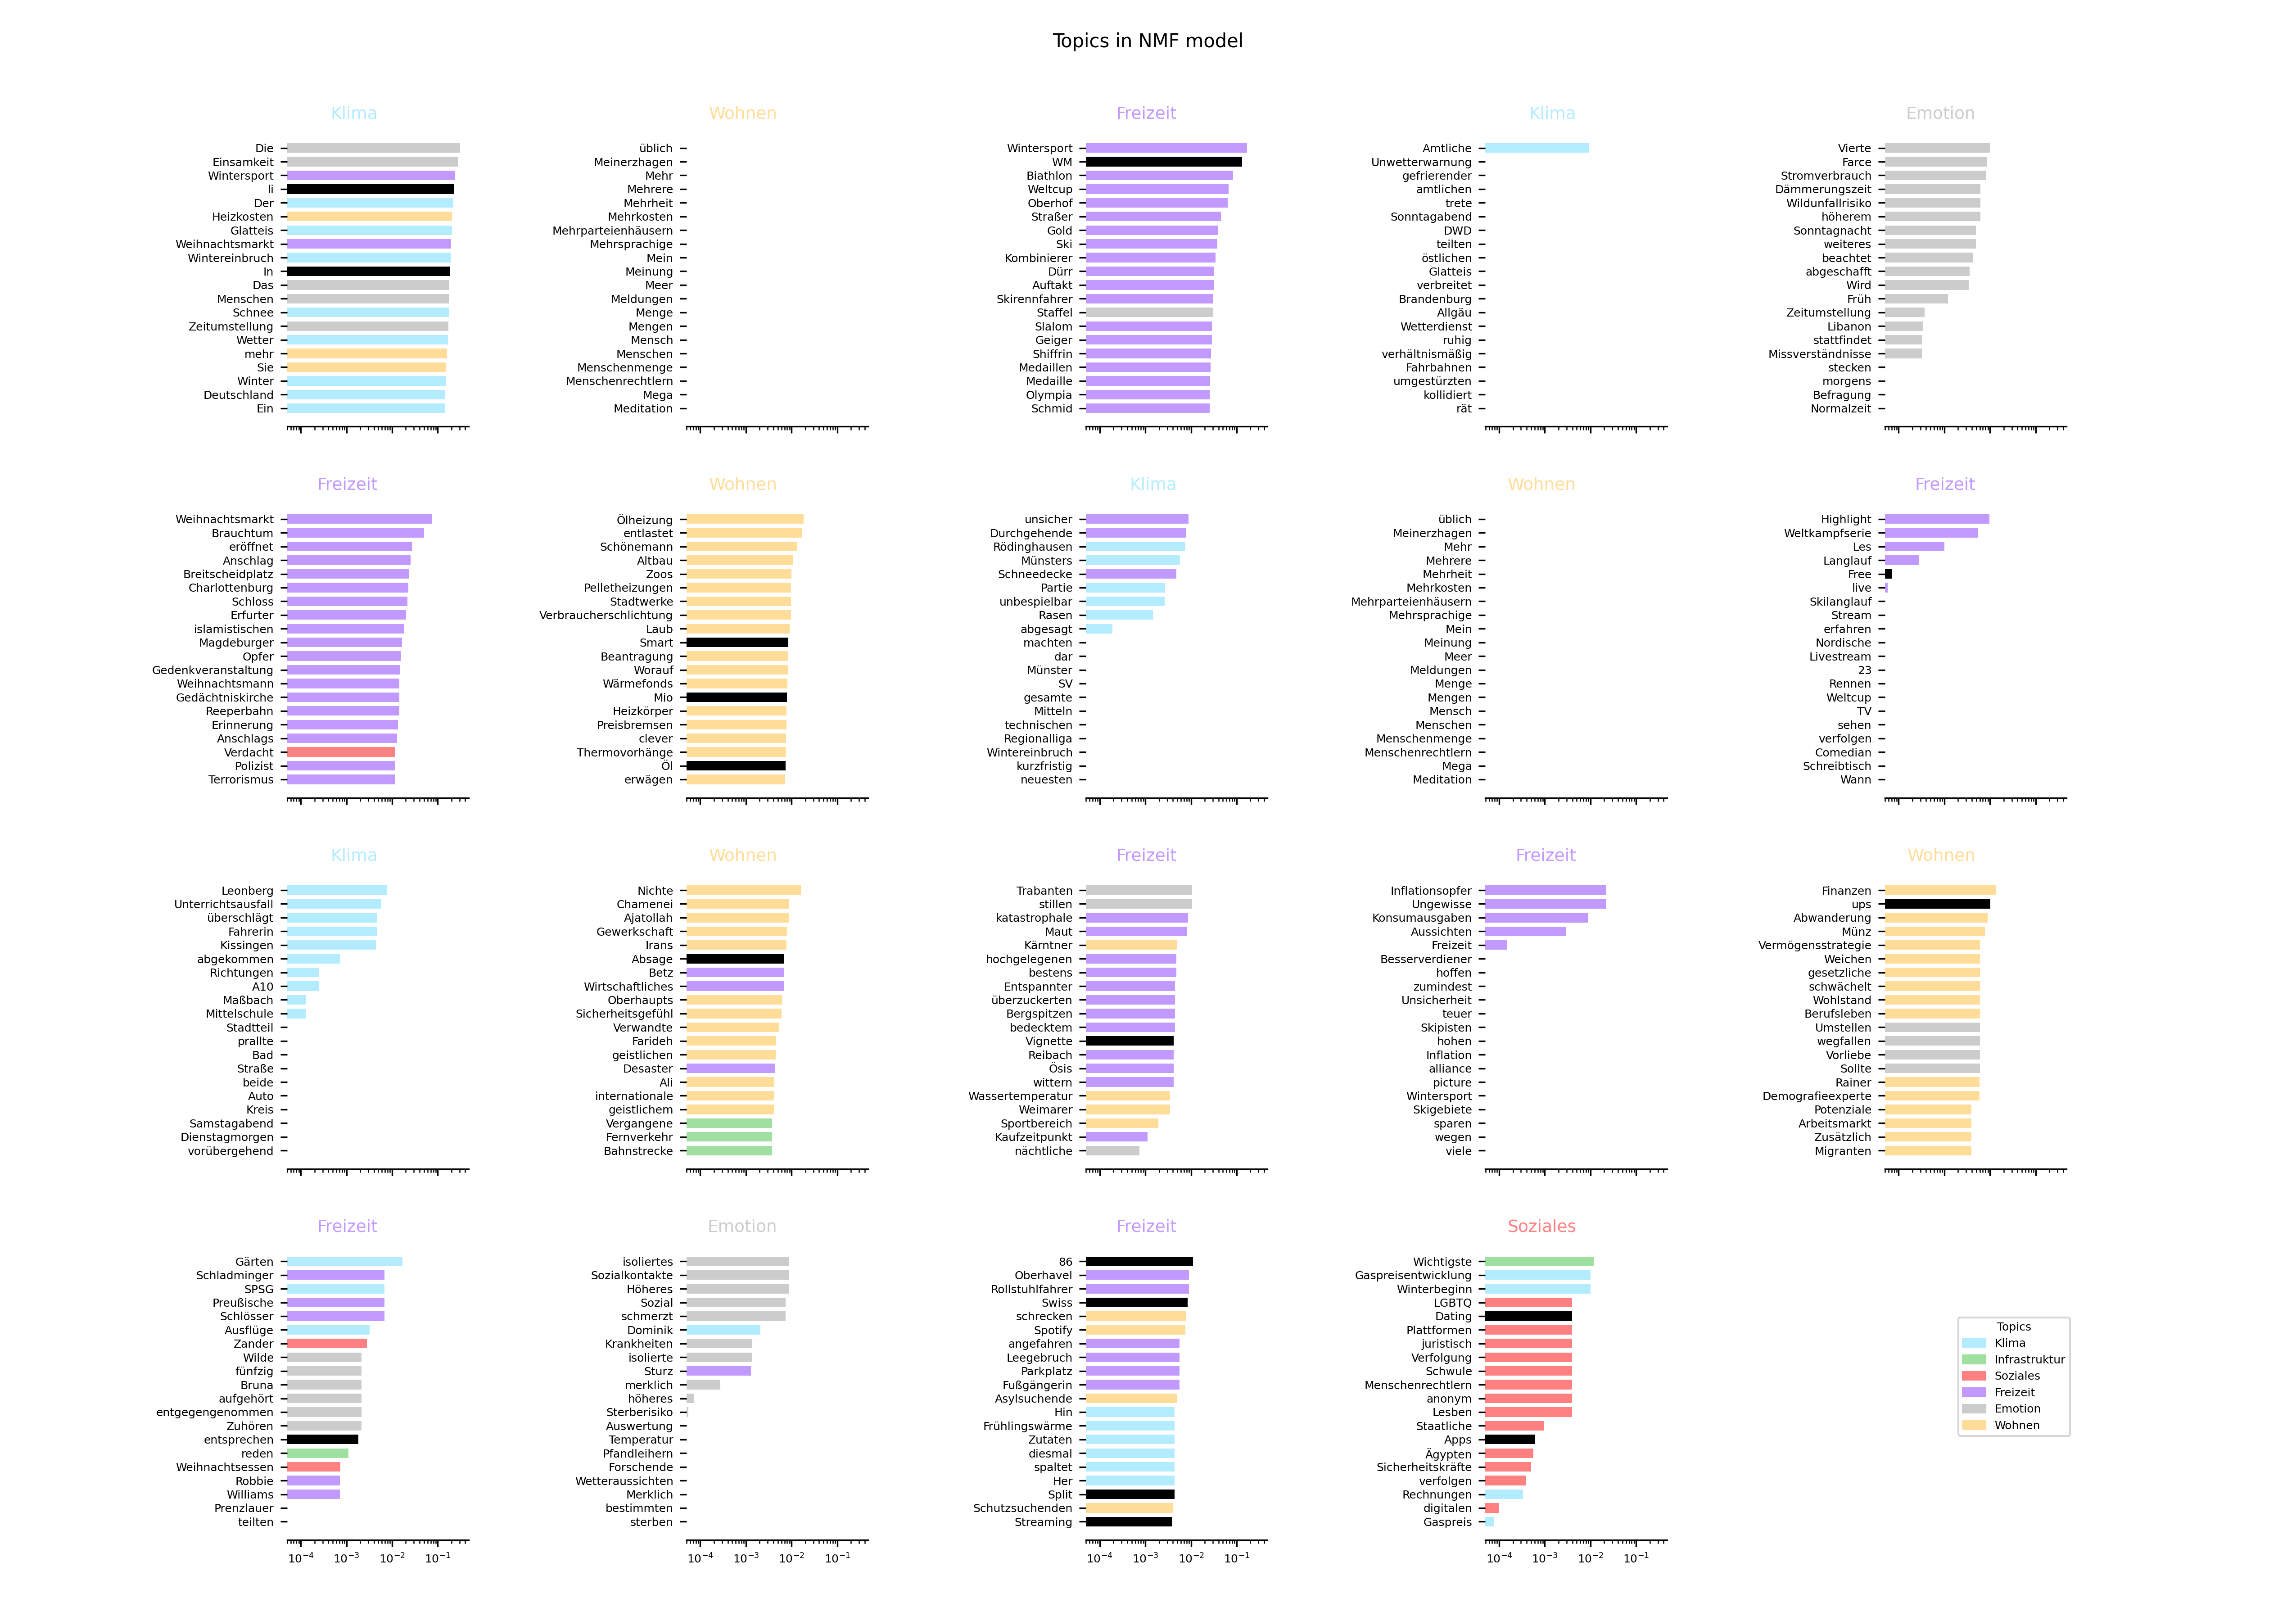 Topics in NMF model
Klima
Die
Einsamkeit
Wintersport
li
Der
Heizkosten
Glatteis
Weihnachtsmarkt
Wintereinbruch
In
Das
Menschen
Schnee
Zeitumstellung
Wetter
mehr
Sie
Winter
Deutschland
Ein
Wohnen
üblich
Meinerzhagen
Mehr
Mehrere
Mehrheit
Mehrkosten
Mehrparteienhäusern
Mehrsprachige
Mein
Meinung
Meer
Meldungen
Menge
Mengen
Mensch
Menschen
Menschenmenge
Menschenrechtlern
Mega
Meditation
Freizeit
Wintersport
WM
Biathlon
Weltcup
Oberhof
Straßer
Gold
Ski
Kombinierer
Dürr
Auftakt
Skirennfahrer
Staffel
Slalom
Geiger
Shiffrin
Medaillen
Medaille
Olympia
Schmid
Klima
Amtliche
Unwetterwarnung
gefrierender
amtlichen
trete
Sonntagabend
DWD
teilten
östlichen
Glatteis
verbreitet
Brandenburg
Allgäu
Wetterdienst
ruhig
verhältnismäßig
Fahrbahnen
umgestürzten
kollidiert
rät
Emotion
Vierte
Farce
Stromverbrauch
Dämmerungszeit
Wildunfallrisiko
höherem
Sonntagnacht
weiteres
beachtet
abgeschafft
Wird
Früh
Zeitumstellung
Libanon
stattfindet
Missverständnisse
stecken
morgens
Befragung
Normalzeit
Freizeit
Weihnachtsmarkt
Brauchtum
eröffnet
Anschlag
Breitscheidplatz
Charlottenburg
Schloss
Erfurter
islamistischen
Magdeburger
Opfer
Gedenkveranstaltung
Weihnachtsmann
Gedächtniskirche
Reeperbahn
Erinnerung
Anschlags
Verdacht
Polizist
Terrorismus
Wohnen
Ölheizung
entlastet
Schönemann
Altbau
Zoos
Pelletheizungen
Stadtwerke
Verbraucherschlichtung
Laub
Smart
Beantragung
Worauf
Wärmefonds
Mio
Heizkörper
Preisbremsen
clever
Thermovorhänge
Öl
erwägen
Klima
unsicher
Durchgehende
Rödinghausen
Münsters
Schneedecke
Partie
unbespielbar
Rasen
abgesagt
machten
dar
Münster
SV
gesamte
Mitteln
technischen
Regionalliga
Wintereinbruch
kurzfristig
neuesten
Wohnen
üblich
Meinerzhagen
Mehr
Mehrere
Mehrheit
Mehrkosten
Mehrparteienhäusern
Mehrsprachige
Mein
Meinung
Meer
Meldungen
Menge
Mengen
Mensch
Menschen
Menschenmenge
Menschenrechtlern
Mega
Meditation
Freizeit
Highlight
Weltkampfserie
Les
Langlauf
Free
live
Skilanglauf
Stream
erfahren
Nordische
Livestream
23
Rennen
Weltcup
TV
sehen
verfolgen
Comedian
Schreibtisch
Wann
Klima
Leonberg
Unterrichtsausfall
überschlägt
Fahrerin
Kissingen
abgekommen
Richtungen
A10
Maßbach
Mittelschule
Stadtteil
prallte
Bad
Straße
beide
Auto
Kreis
Samstagabend
Dienstagmorgen
vorübergehend
Wohnen
Nichte
Chamenei
Ajatollah
Gewerkschaft
Irans
Absage
Betz
Wirtschaftliches
Oberhaupts
Sicherheitsgefühl
Verwandte
Farideh
geistlichen
Desaster
Ali
internationale
geistlichem
Vergangene
Fernverkehr
Bahnstrecke
Freizeit
Trabanten
stillen
katastrophale
Maut
Kärntner
hochgelegenen
bestens
Entspannter
überzuckerten
Bergspitzen
bedecktem
Vignette
Reibach
Ösis
wittern
Wassertemperatur
Weimarer
Sportbereich
Kaufzeitpunkt
nächtliche
Freizeit
Inflationsopfer
Ungewisse
Konsumausgaben
Aussichten
Freizeit
Besserverdiener
hoffen
zumindest
Unsicherheit
teuer
Skipisten
hohen
Inflation
alliance
picture
Wintersport
Skigebiete
sparen
wegen
viele
Wohnen
Finanzen
ups
Abwanderung
Münz
Vermögensstrategie
Weichen
gesetzliche
schwächelt
Wohlstand
Berufsleben
Umstellen
wegfallen
Vorliebe
Sollte
Rainer
Demografieexperte
Potenziale
Arbeitsmarkt
Zusätzlich
Migranten
Freizeit
Gärten
Schladminger
SPSG
Preußische
Schlösser
Ausflüge
Zander
Wilde
fünfzig
Bruna
aufgehört
entgegengenommen
Zuhören
entsprechen
reden
Weihnachtsessen
Robbie
Williams
Prenzlauer
teilten
10⁻⁴ 10⁻³ 10⁻² 10⁻¹
Emotion
isoliertes
Sozialkontakte
Höheres
Sozial
schmerzt
Dominik
Krankheiten
isolierte
Sturz
merklich
höheres
Sterberisiko
Auswertung
Temperatur
Pfandleihern
Forschende
Wetteraussichten
Merklich
bestimmten
sterben
10⁻⁴ 10⁻³ 10⁻² 10⁻¹
Freizeit
86
Oberhavel
Rollstuhlfahrer
Swiss
schrecken
Spotify
angefahren
Leegebruch
Parkplatz
Fußgängerin
Asylsuchende
Hin
Frühlingswärme
Zutaten
diesmal
spaltet
Her
Split
Schutzsuchenden
Streaming
10⁻⁴ 10⁻³ 10⁻² 10⁻¹
Soziales
Wichtigste
Gaspreisentwicklung
Winterbeginn
LGBTQ
Dating
Plattformen
juristisch
Verfolgung
Schwule
Menschenrechtlern
anonym
Lesben
Staatliche
Apps
Ägypten
Sicherheitskräfte
verfolgen
Rechnungen
digitalen
Gaspreis
10⁻⁴ 10⁻³ 10⁻² 10⁻¹
Topics
Klima
Infrastruktur
Soziales
Freizeit
Emotion
Wohnen